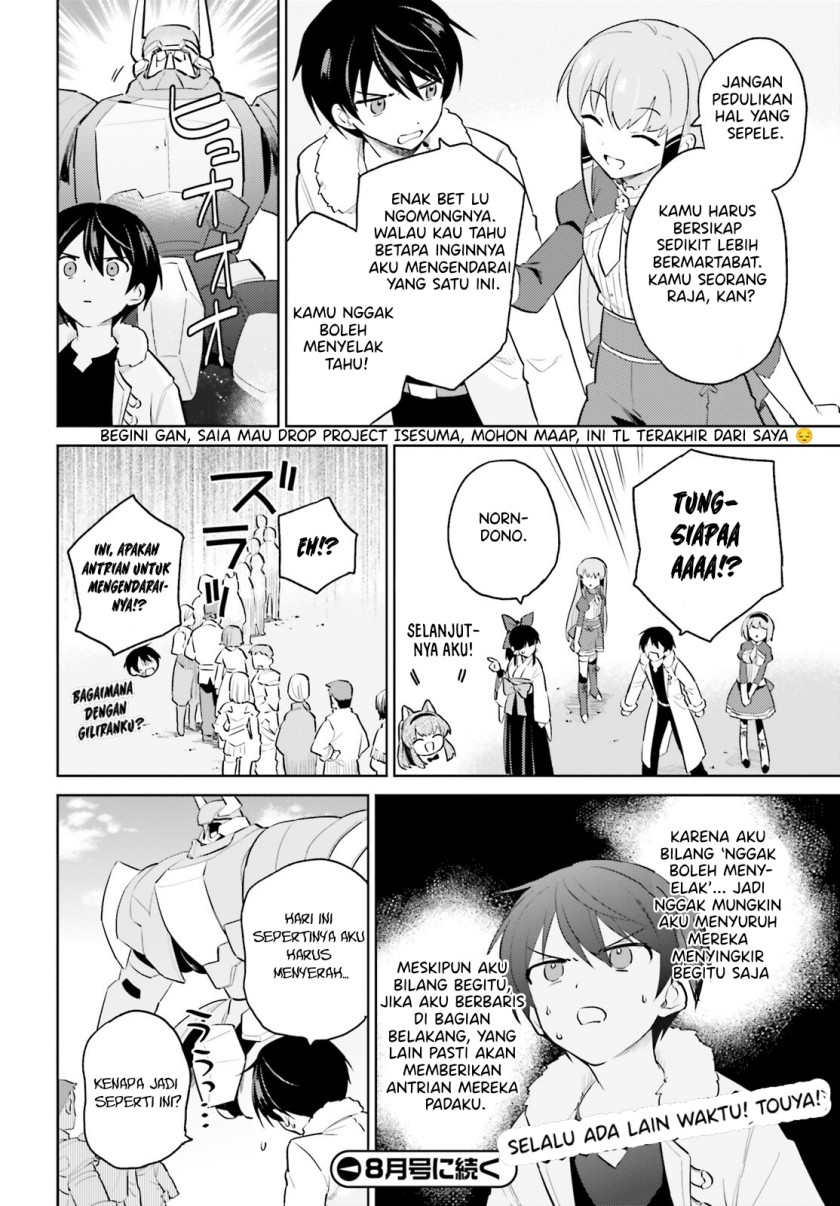 JANGAN
PEDULIKAN
HAL YANG
SEPELE.
KAMU HARUS
BERSIKAP
SEDIKIT LEBIH
BERMARTABAT.
KAMU SEORANG
RAJA, KAN?
ENAK BET LU
NGOMONGNYA.
WALAU KAU TAHU
BETAPA INGINNYA
AKU MENGENDARAI
YANG SATU INI.
KAMU NGGAK
BOLEH
MENYELAK
TAHU!
ヒュオオオオ
BEGINI GAN, SAIA MAU DROP PROJECT ISESUMA, MOHON MAAP, INI TL TERAKHIR DARI SAYA 😔
TUNG-
SIAPAA
AAAA!?
NORN-
DONO.
SELANJUT-
NYA AKU!
EH!?
ズラッ
INI, APAKAH
ANTRIAN UNTUK
MENGENDARAI-
NYA!?
BAGAIMANA
DENGAN
GILIRANKU?
KARENA AKU
BILANG 'NGGAK
BOLEH MENY-
ELAK'... JADI
NGGAK MUNGKIN
AKU MENYURUH
MEREKA
MENYINGKIR
BEGITU SAJA
MESKIPUN AKU
BILANG BEGITU,
JIKA AKU BERBARIS
DI BAGIAN
BELAKANG, YANG
LAIN PASTI AKAN
MEMBERIKAN
ANTRIAN MEREKA
PADAKU.
SELALU ADA LAIN WAKTU! TOUYA!
HARI INI
SEPERTINYA AKU
HARUS
MENYERAH...
KENAPA JADI
SEPERTI INI?
8月号に続く